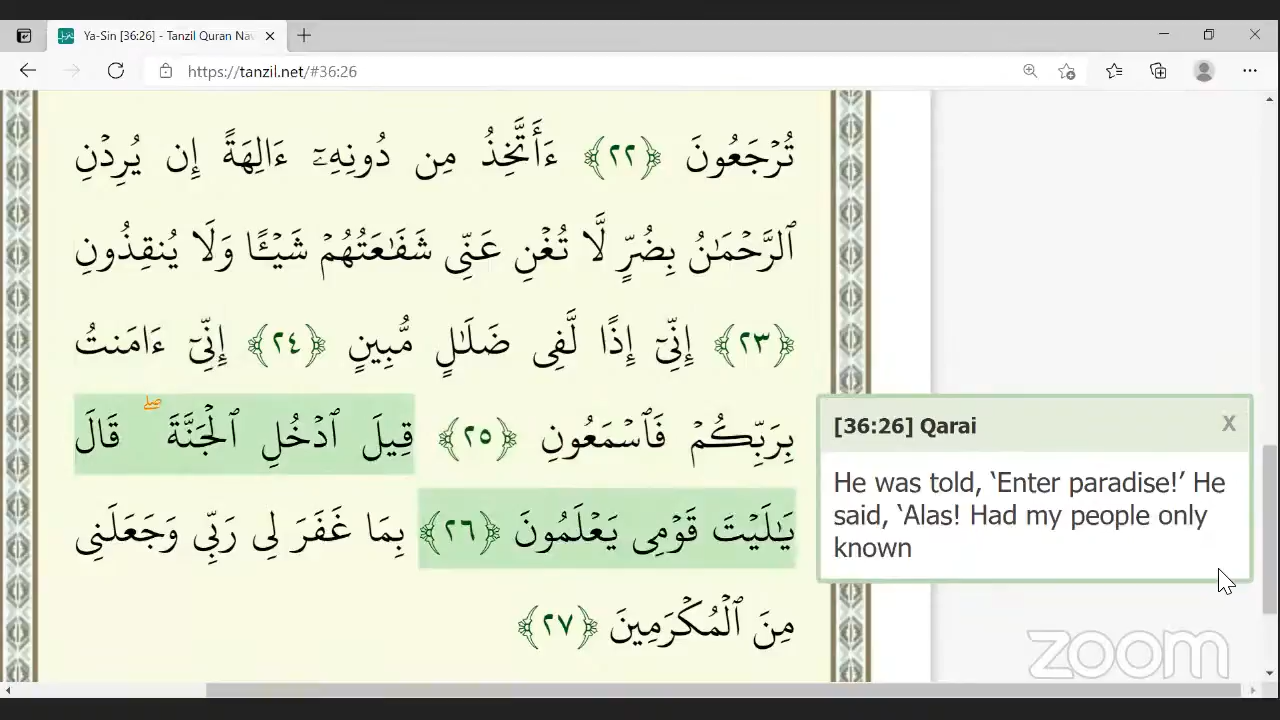 Ya-Sin [36:26] - Tanzil Quran Nav
https://tanzil.net/#36:26
تُرْجَعُونَ ﴿٢٢﴾ ءَأَتَّخِذُ مِن دُونِهِۦٓ ءَالِهَةً إِن يُرِدْنِ
ٱلرَّحْمَـٰنُ بِضُرٍّ لَّا تُغْنِ عَنِّى شَفَـٰعَتُهُمْ شَيْـًٔا وَلَا يُنقِذُونِ
﴿٢٣﴾ إِنِّىٓ إِذًا لَّفِى ضَلَـٰلٍ مُّبِينٍ ﴿٢٤﴾ إِنِّىٓ ءَامَنتُ
بِرَبِّكُمْ فَٱسْمَعُونِ ﴿٢٥﴾ قِيلَ ٱدْخُلِ ٱلْجَنَّةَ ۖ قَالَ
يَـٰلَيْتَ قَوْمِى يَعْلَمُونَ ﴿٢٦﴾ بِمَا غَفَرَ لِى رَبِّى وَجَعَلَنِى
مِنَ ٱلْمُكْرَمِينَ ﴿٢٧﴾
[36:26] Qarai
X
He was told, ‘Enter paradise!’ He
said, ‘Alas! Had my people only
known
zoom